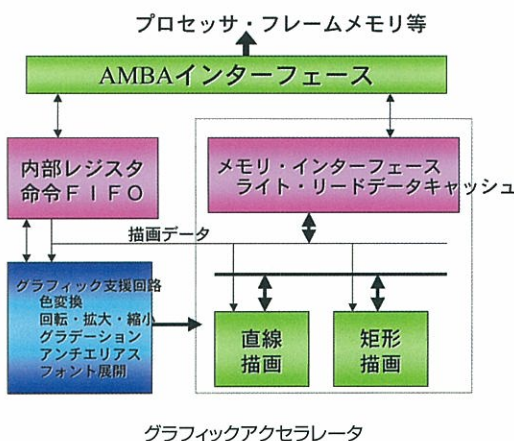 プロセッサ・フレームメモリ等
AMBAインターフェース
内部レジスタ
命令ＦＩＦＯ
メモリ・インターフェース
ライト・リードデータキャッシュ
描画データ
グラフィック支援回路
色変換
回転・拡大・縮小
グラデーション
アンチエリアス
フォント展開
直線
描画
矩形
描画
グラフィックアクセラレータ